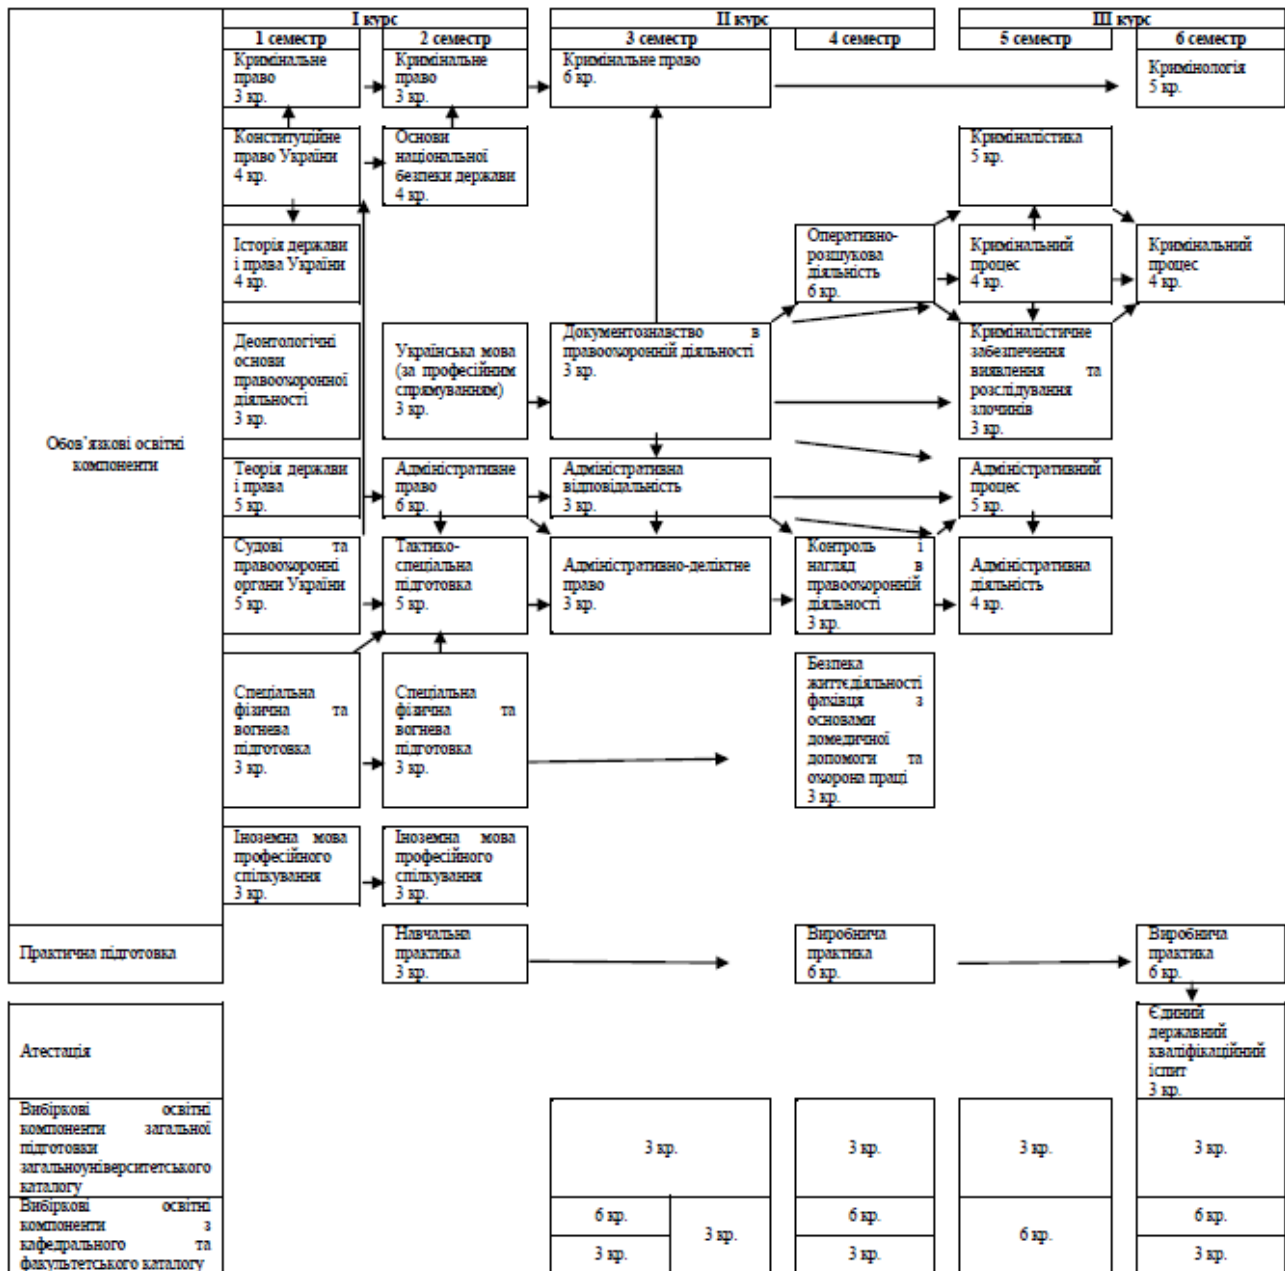 І курс
ІІ курс
ІІІ курс
1 семестр
2 семестр
3 семестр
4 семестр
5 семестр
6 семестр
Обов’язкові освітні
компоненти
Кримінальне
право
3 кр.
Кримінальне
право
3 кр.
Кримінальне право
6 кр.
Кримінологія
5 кр.
Конституційне
право України
4 кр.
Основи
національної
безпеки держави
4 кр.
Криміналістика
5 кр.
Історія держави
і права України
4 кр.
Оперативно-
розшукова
діяльність
6 кр.
Кримінальний
процес
4 кр.
Кримінальний
процес
4 кр.
Деонтологічні
основи
правоохоронної
діяльності
3 кр.
Українська мова
(за професійним
спрямуванням)
3 кр.
Документознавство в
правоохоронній діяльності
3 кр.
Криміналістичне
забезпечення
виявлення та
розслідування
злочинів
3 кр.
Теорія держави
і права
5 кр.
Адміністративне
право
6 кр.
Адміністративна
відповідальність
3 кр.
Адміністративний
процес
5 кр.
Судові та
правоохоронні
органи України
5 кр.
Тактико-
спеціальна
підготовка
5 кр.
Адміністративно-деліктне
право
3 кр.
Контроль і
нагляд в
правоохоронній
діяльності
3 кр.
Адміністративна
діяльність
4 кр.
Спеціальна
фізична та
вогнева
підготовка
3 кр.
Спеціальна
фізична та
вогнева
підготовка
3 кр.
Безпека
життєдіяльності
фахівця з
основами
домедичної
допомоги та
охорона праці
3 кр.
Іноземна мова
професійного
спілкування
3 кр.
Іноземна мова
професійного
спілкування
3 кр.
Практична підготовка
Навчальна
практика
3 кр.
Виробнича
практика
6 кр.
Виробнича
практика
6 кр.
Атестація
Єдиний
державний
кваліфікаційний
іспит
3 кр.
Вибіркові освітні
компоненти загальної
підготовки
загальноуніверситетського
каталогу
3 кр.
3 кр.
3 кр.
3 кр.
Вибіркові освітні
компоненти з
кафедрального та
факультетського каталогу
6 кр.
3 кр.
3 кр.
6 кр.
3 кр.
6 кр.
6 кр.
3 кр.